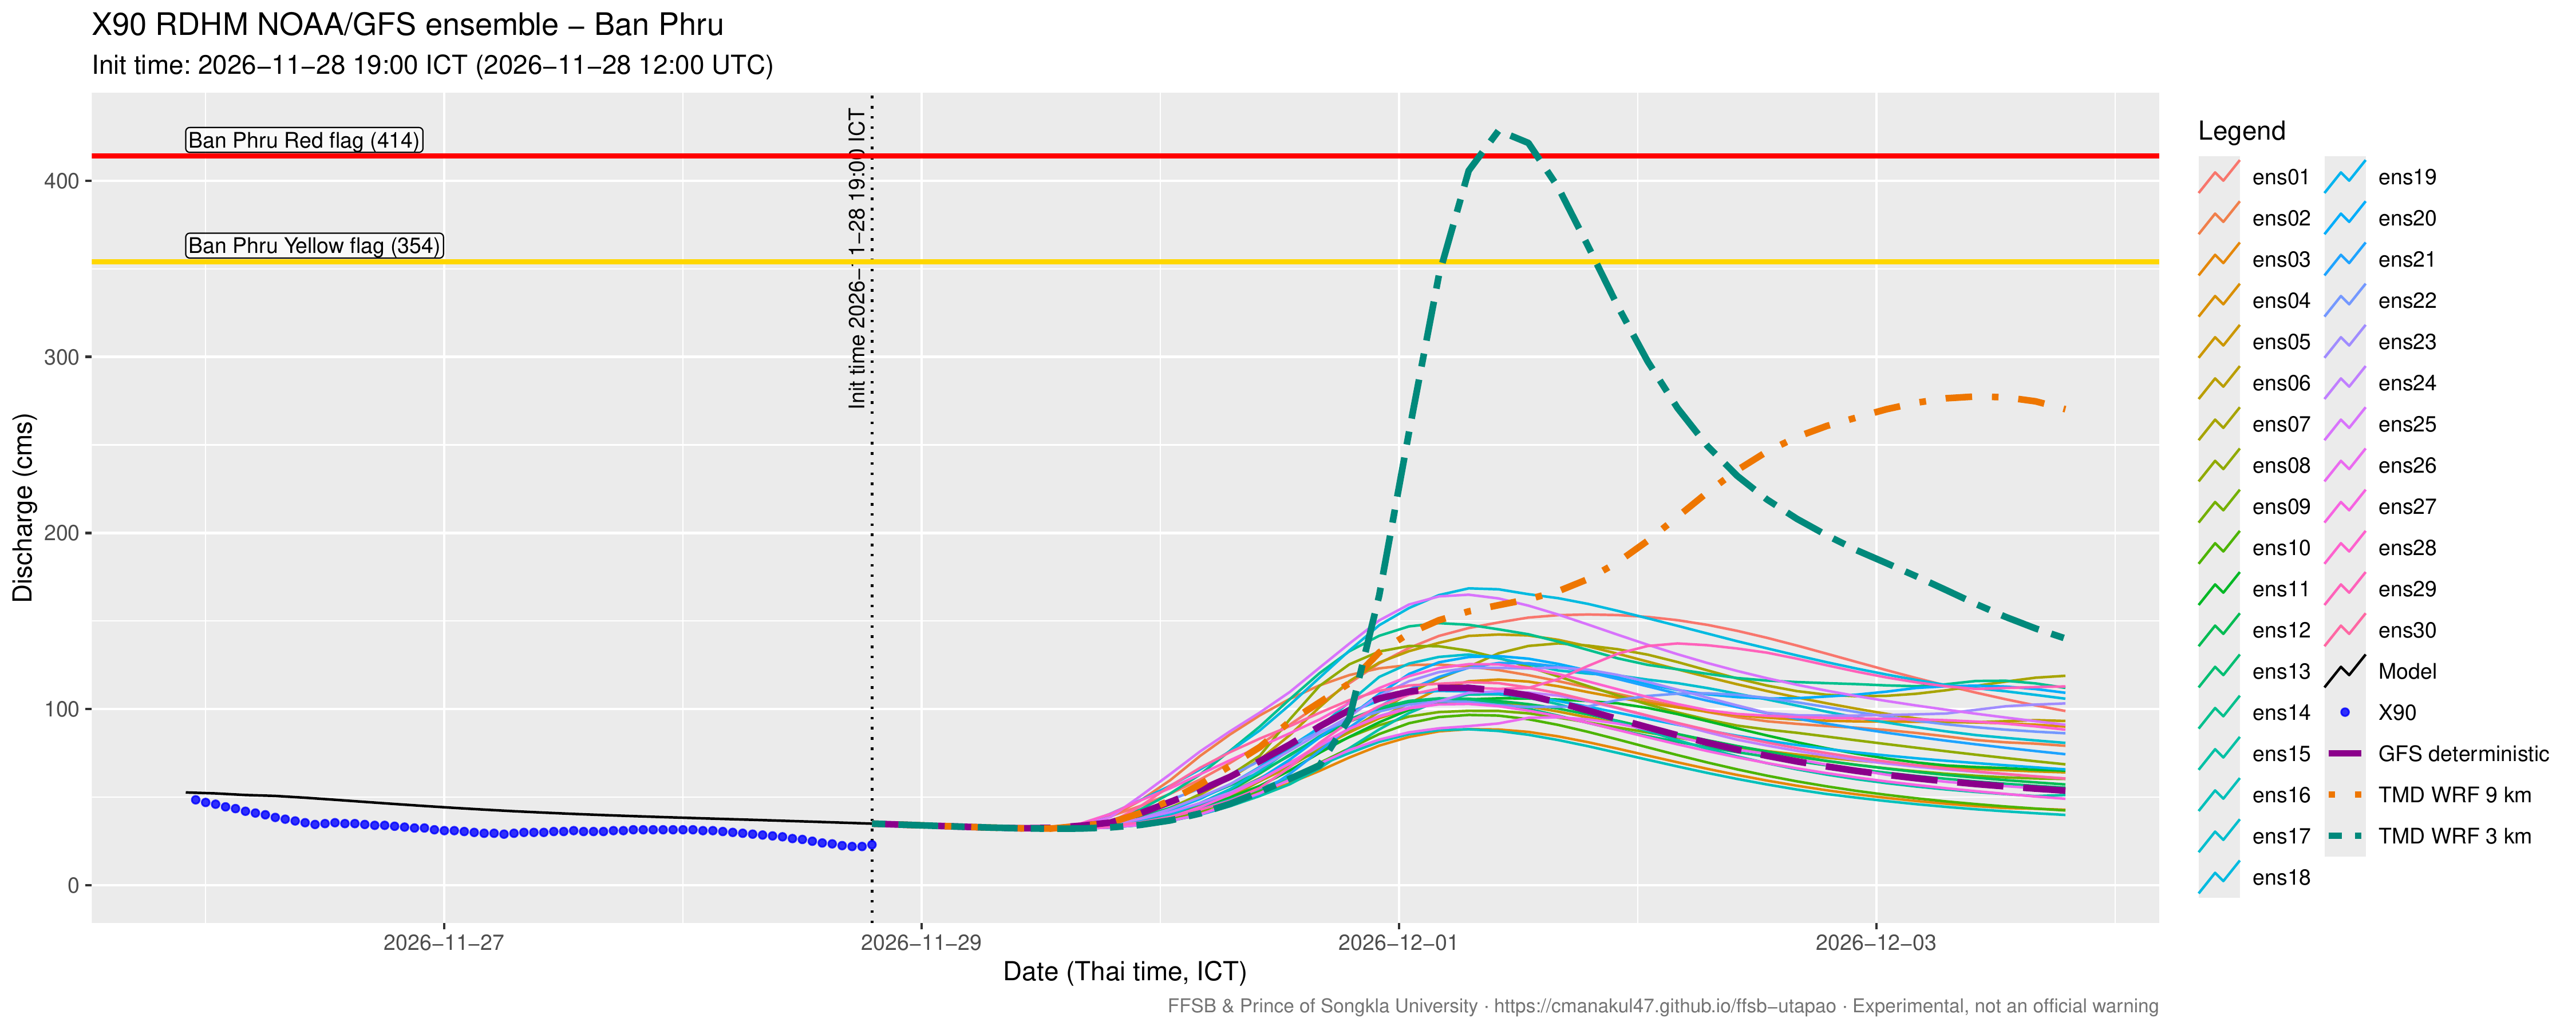 X90 RDHM NOAA/GFS ensemble – Ban Phru
Init time: 2026–11–28 19:00 ICT (2026–11–28 12:00 UTC)
Ban Phru Red flag (414)
Ban Phru Yellow flag (354)
Init time 2026–11–28 19:00 ICT
Discharge (cms)
400
300
200
100
0
2026–11–27
2026–11–29
2026–12–01
2026–12–03
Date (Thai time, ICT)
Legend
ens01
ens02
ens03
ens04
ens05
ens06
ens07
ens08
ens09
ens10
ens11
ens12
ens13
ens14
ens15
ens16
ens17
ens18
ens19
ens20
ens21
ens22
ens23
ens24
ens25
ens26
ens27
ens28
ens29
ens30
Model
X90
GFS deterministic
TMD WRF 9 km
TMD WRF 3 km
FFSB & Prince of Songkla University · https://cmanakul47.github.io/ffsb–utapao · Experimental, not an official warning